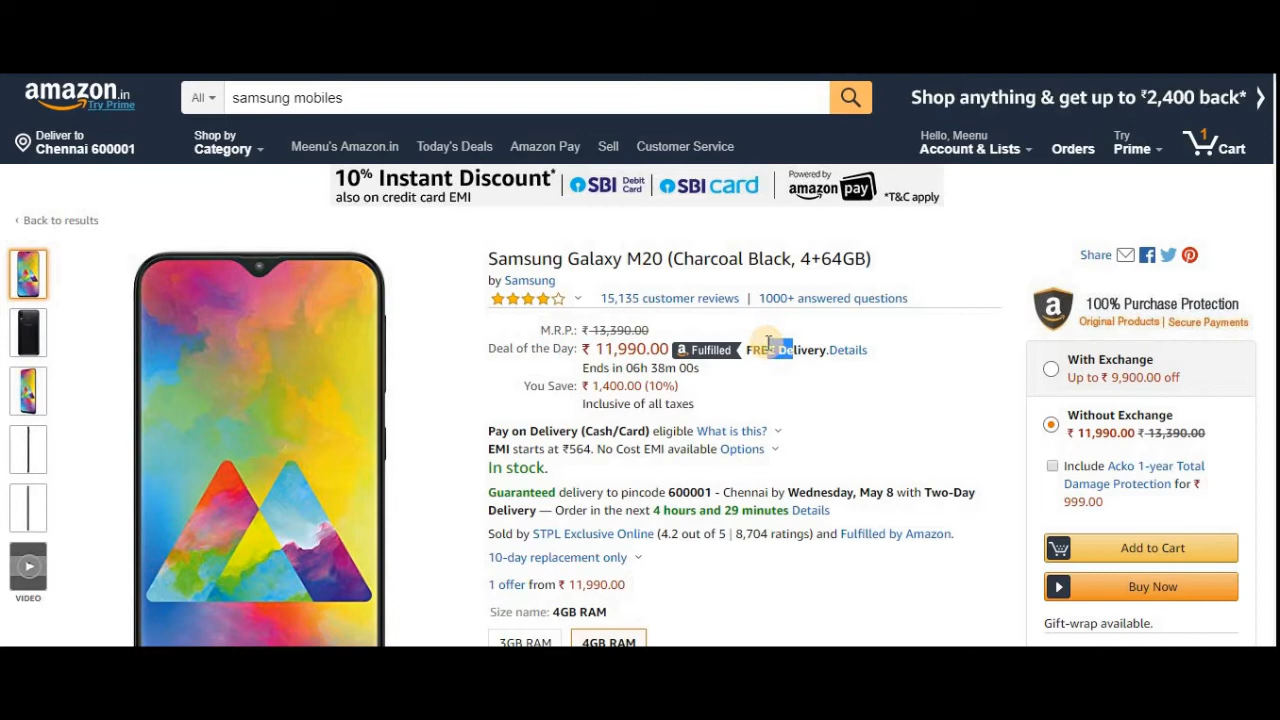 amazon.in
Try Prime
All
samsung mobiles
Shop anything & get up to ₹2,400 back*
Deliver to
Chennai 600001
Shop by
Category
Meenu's Amazon.in
Today's Deals
Amazon Pay
Sell
Customer Service
Hello, Meenu
Account & Lists
Orders
Try
Prime
1
Cart
10% Instant Discount*
also on credit card EMI
SBI Debit Card
SBI card
Powered by
amazon pay
*T&C apply
‹ Back to results
Samsung Galaxy M20 (Charcoal Black, 4+64GB)
by Samsung
15,135 customer reviews | 1000+ answered questions
M.R.P.: ₹ 13,390.00
Deal of the Day: ₹ 11,990.00 a Fulfilled FREE Delivery.Details
Ends in 06h 38m 00s
You Save: ₹ 1,400.00 (10%)
Inclusive of all taxes
Pay on Delivery (Cash/Card) eligible What is this?
EMI starts at ₹564. No Cost EMI available Options
In stock.
Guaranteed delivery to pincode 600001 - Chennai by Wednesday, May 8 with Two-Day
Delivery — Order in the next 4 hours and 29 minutes Details
Sold by STPL Exclusive Online (4.2 out of 5 | 8,704 ratings) and Fulfilled by Amazon.
10-day replacement only
1 offer from ₹ 11,990.00
Size name: 4GB RAM
3GB RAM
4GB RAM
VIDEO
Share
a
100% Purchase Protection
Original Products | Secure Payments
With Exchange
Up to ₹ 9,900.00 off
Without Exchange
₹ 11,990.00 ₹ 13,390.00
Include Acko 1-year Total
Damage Protection for ₹
999.00
Add to Cart
Buy Now
Gift-wrap available.